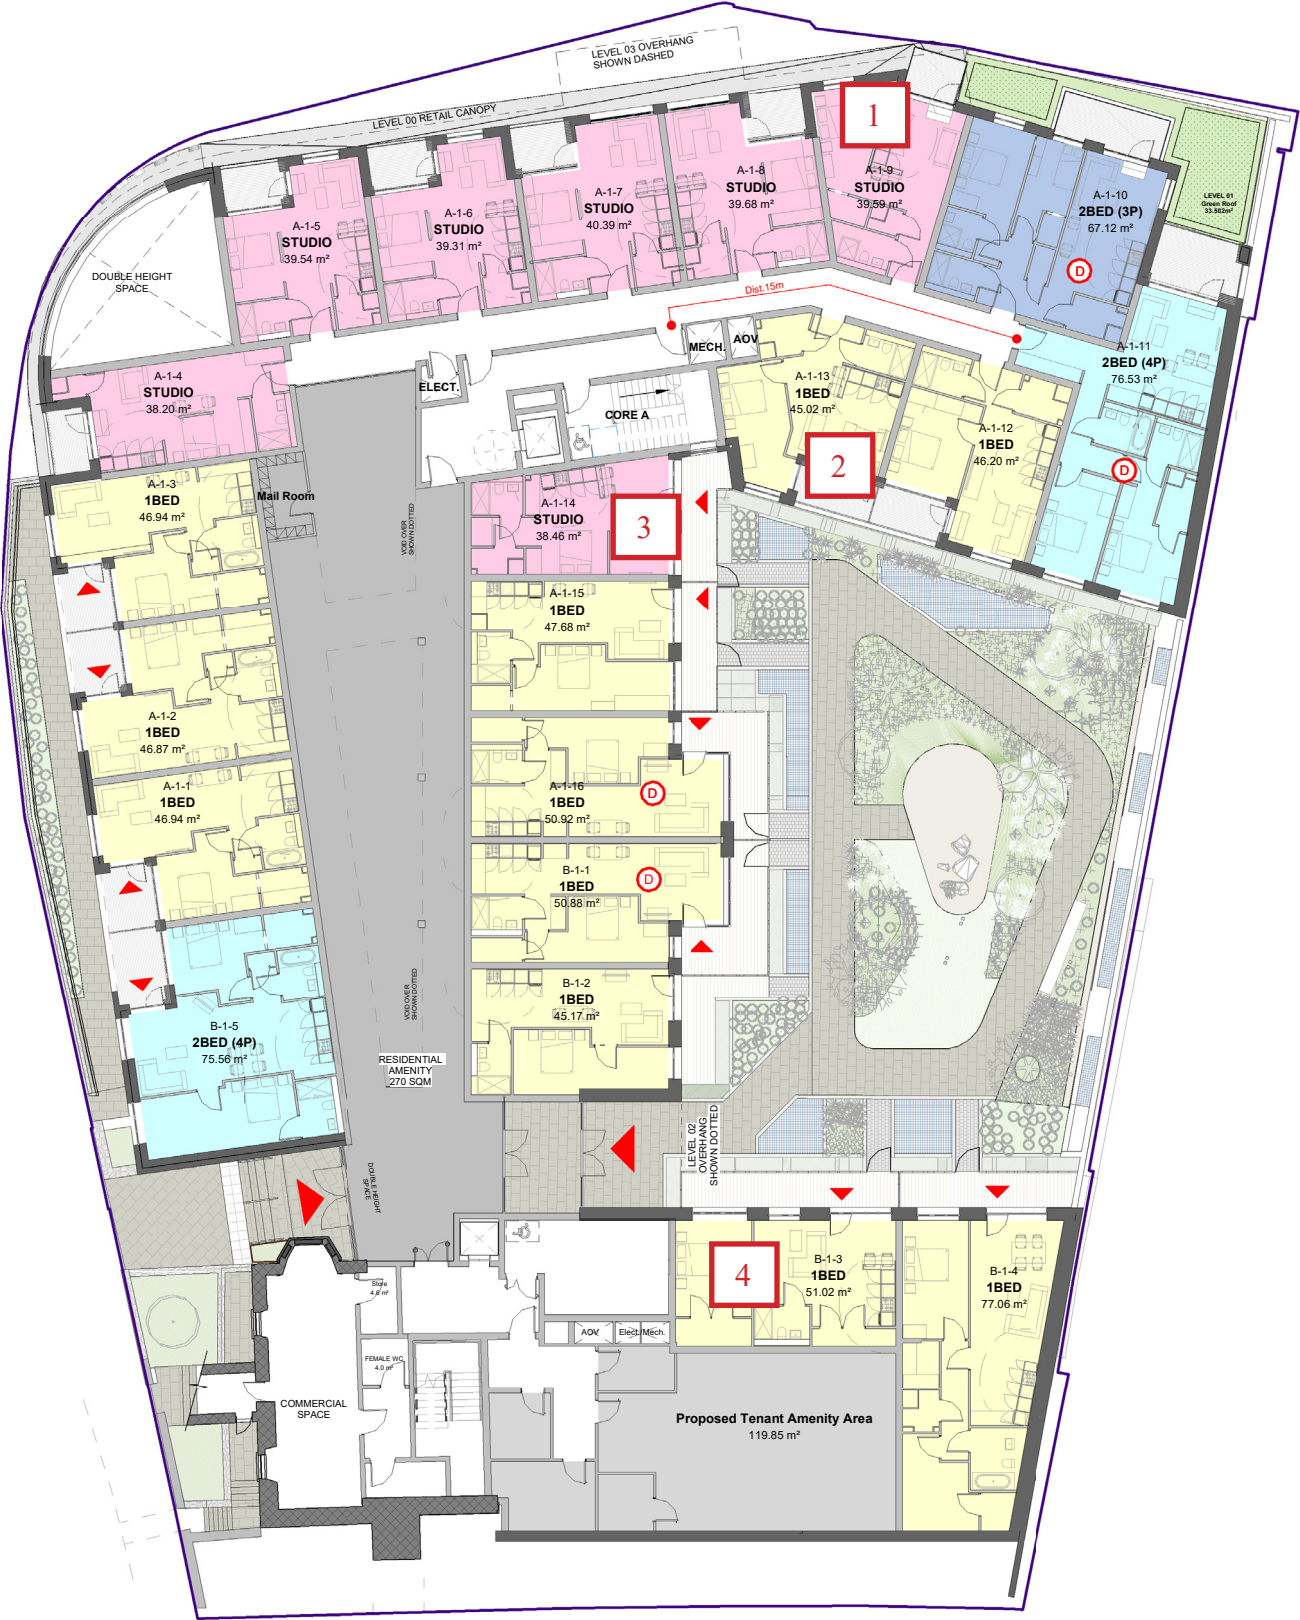 LEVEL 03 OVERHANG
SHOWN DASHED
LEVEL 00 RETAIL CANOPY
1
A-1-9
STUDIO
39.59 m²
A-1-8
STUDIO
39.68 m²
A-1-7
STUDIO
40.39 m²
A-1-6
STUDIO
39.31 m²
A-1-5
STUDIO
39.54 m²
A-1-10
2BED (3P)
67.12 m²
D
LEVEL 01
Green Roof
33.502m²
DOUBLE HEIGHT
SPACE
Dist.15m
MECH.
AOV
ELECT.
CORE A
A-1-4
STUDIO
38.20 m²
A-1-11
2BED (4P)
76.53 m²
D
A-1-13
1BED
45.02 m²
2
A-1-12
1BED
46.20 m²
A-1-3
1BED
46.94 m²
Mail Room
VOID OVER
SHOWN DOTTED
A-1-14
STUDIO
38.46 m²
3
A-1-15
1BED
47.68 m²
A-1-2
1BED
46.87 m²
A-1-1
1BED
46.94 m²
A-1-16
1BED
50.92 m²
D
B-1-1
1BED
50.88 m²
D
B-1-2
1BED
45.17 m²
VOID OVER
SHOWN DOTTED
B-1-5
2BED (4P)
75.56 m²
RESIDENTIAL
AMENITY
270 SQM
LEVEL 02
OVERHANG
SHOWN DOTTED
DOUBLE HEIGHT
SPACE
4
B-1-3
1BED
51.02 m²
B-1-4
1BED
77.06 m²
Store
4.6 m²
AOV
Elect.
Mech.
FEMALE WC
4.0 m²
COMMERCIAL
SPACE
Proposed Tenant Amenity Area
119.85 m²